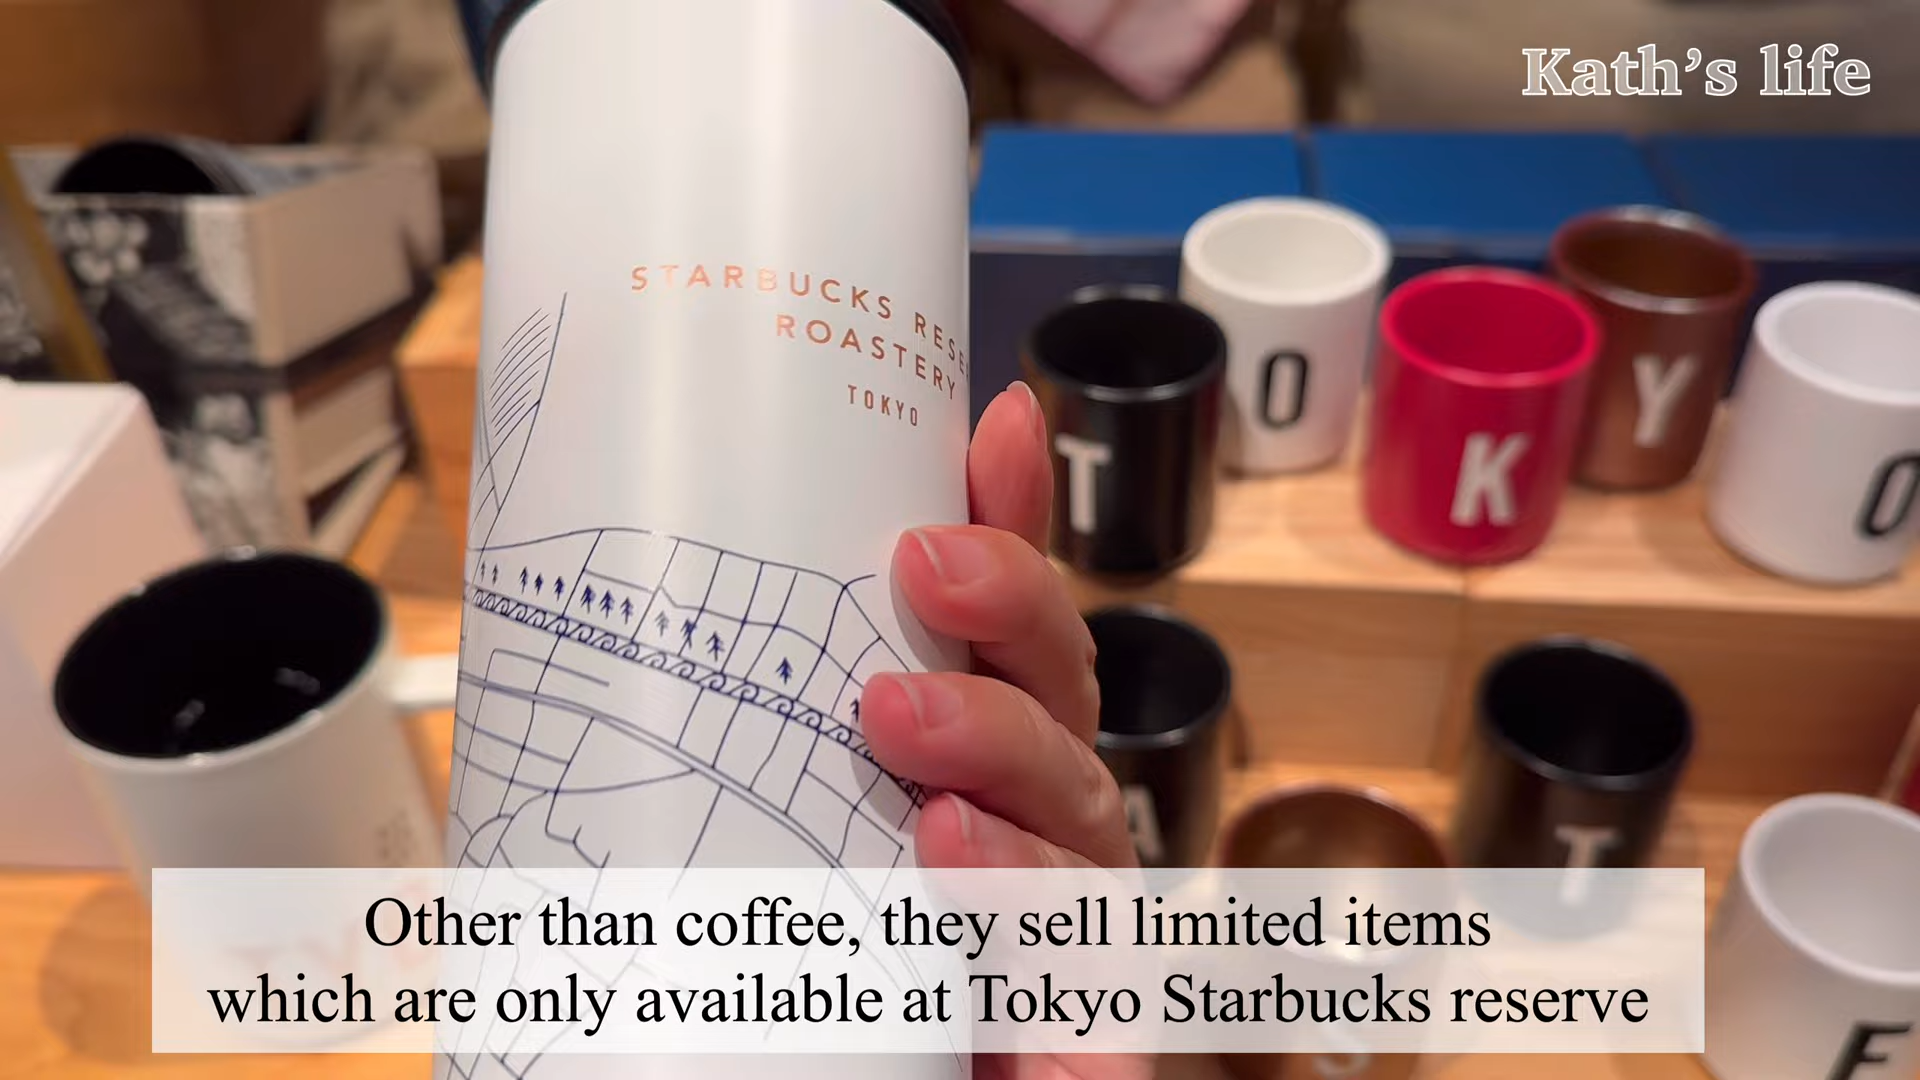 Kath's life
STARBUCKS RESE
ROASTERY
TOKYO
T O K Y O
A
T
S
F
Other than coffee, they sell limited items
which are only available at Tokyo Starbucks reserve